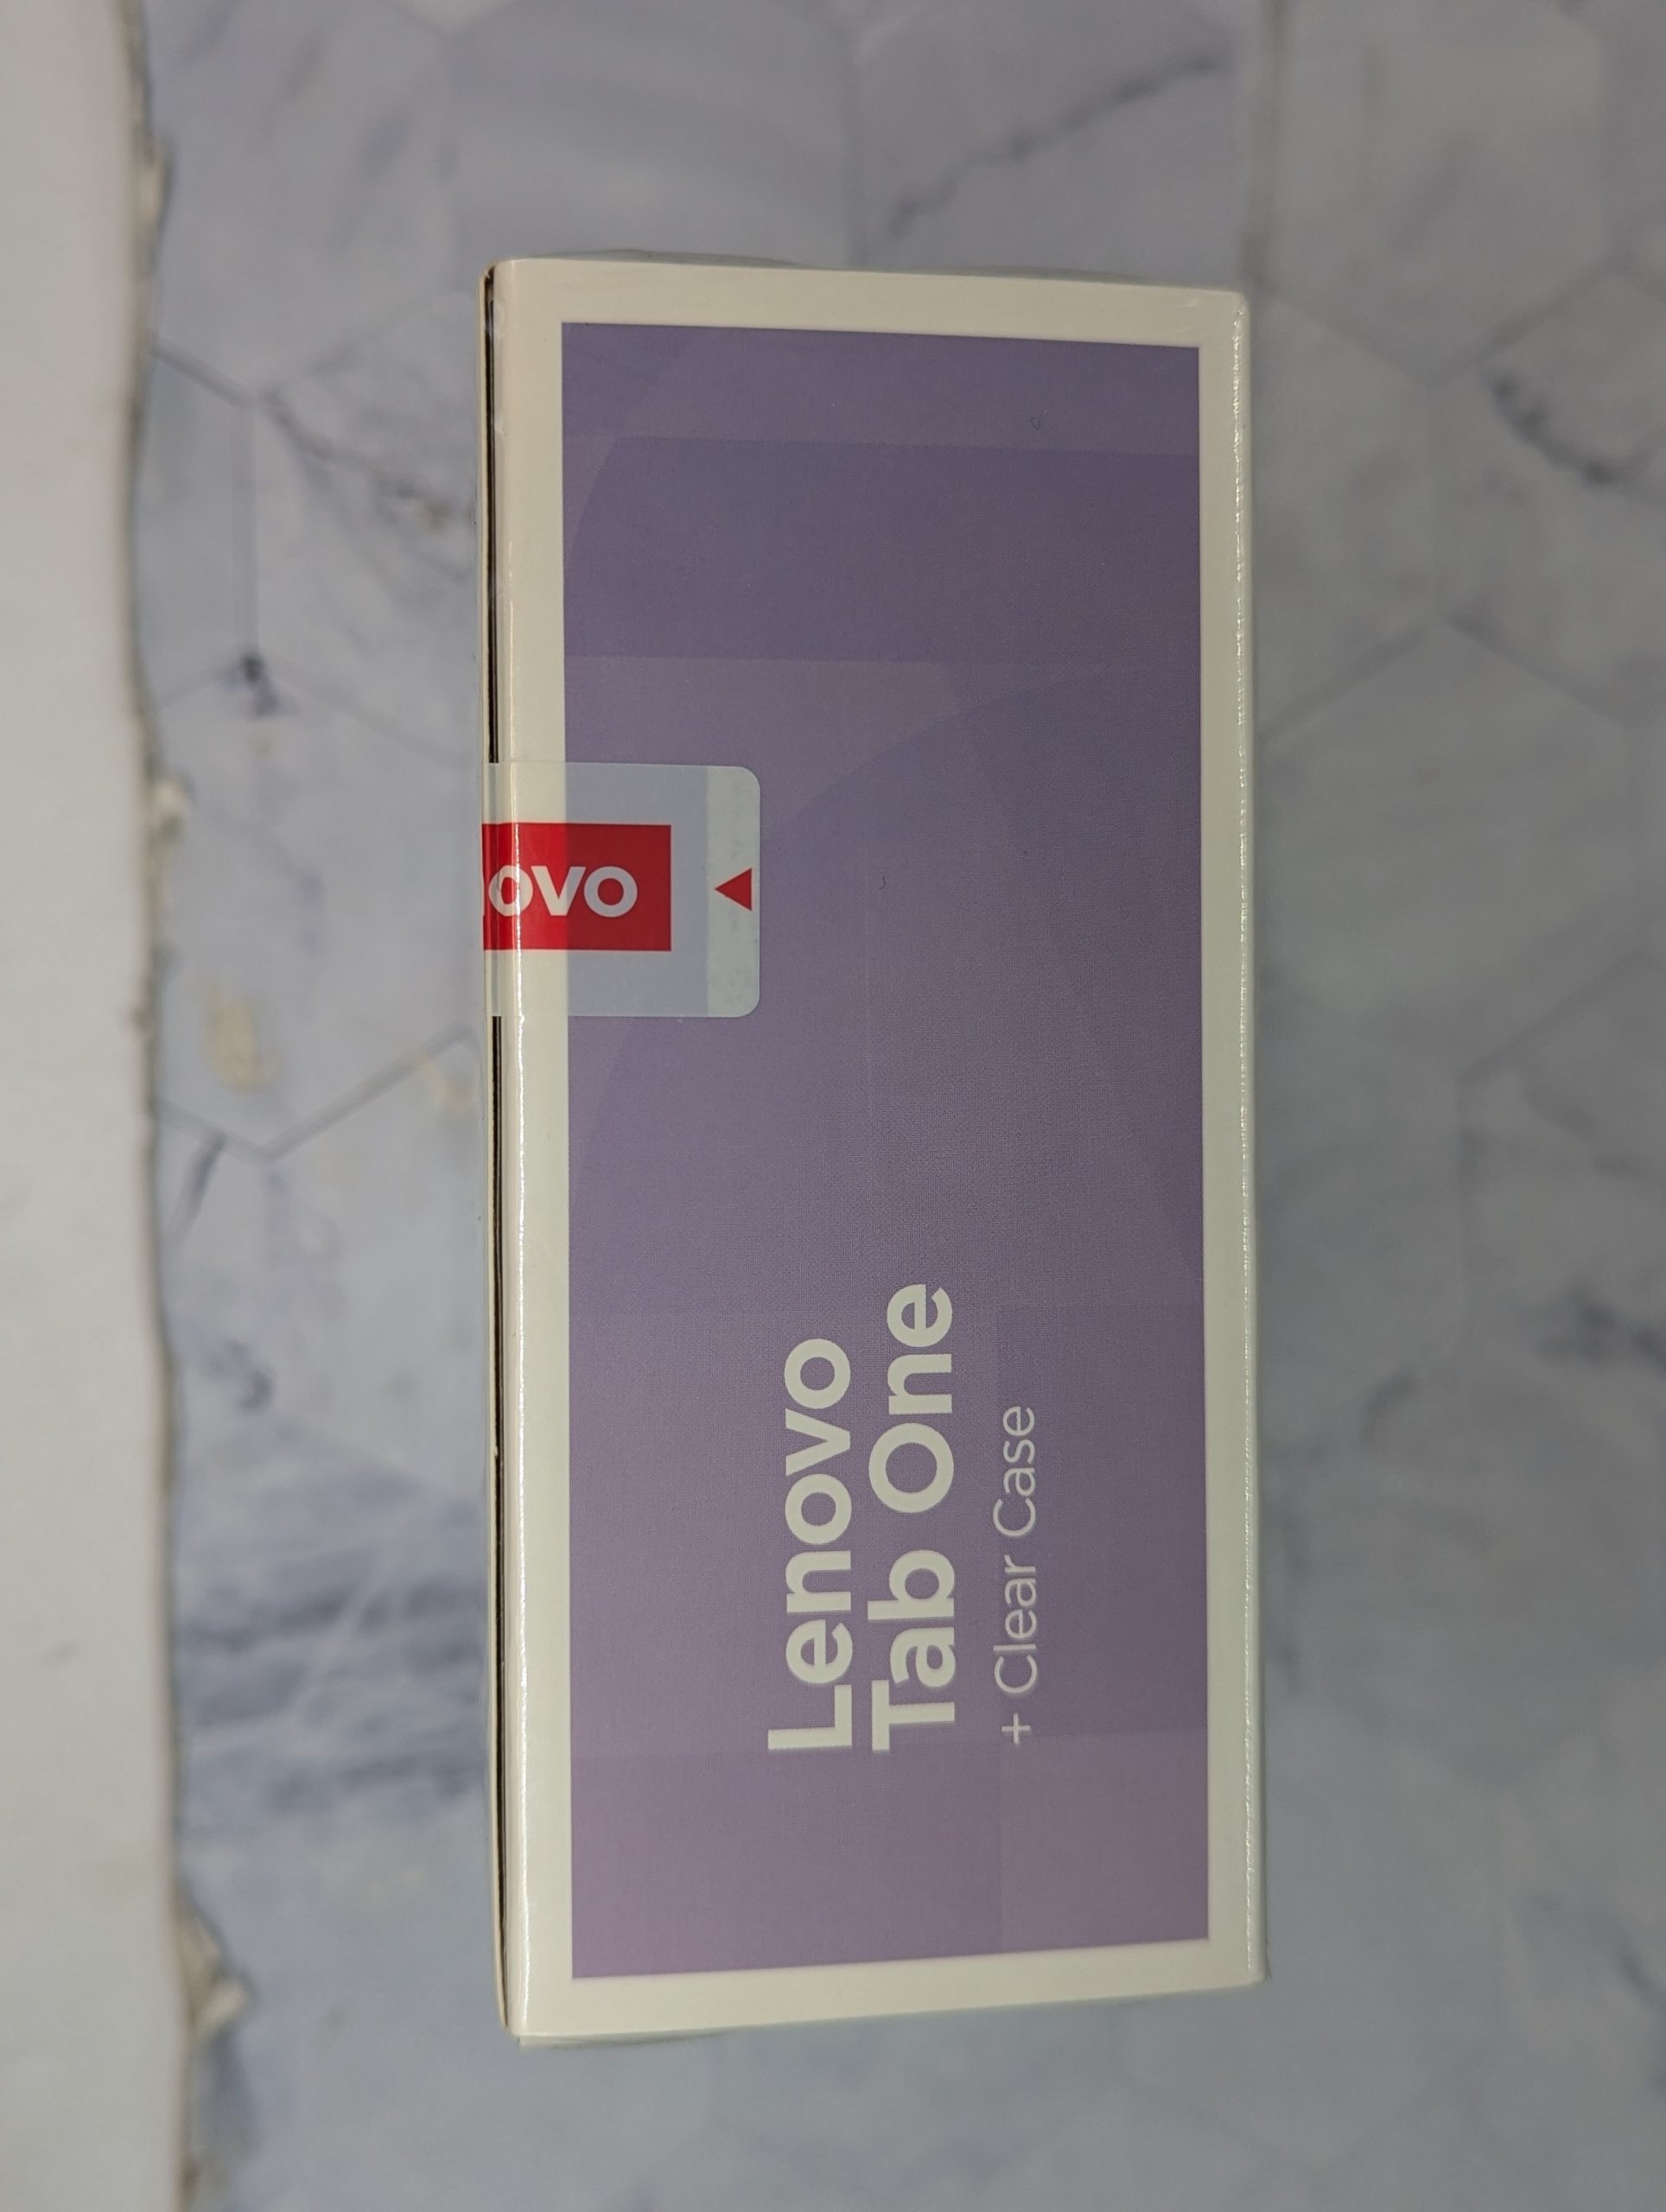 Lenovo
Tab One
+ Clear Case
ovo